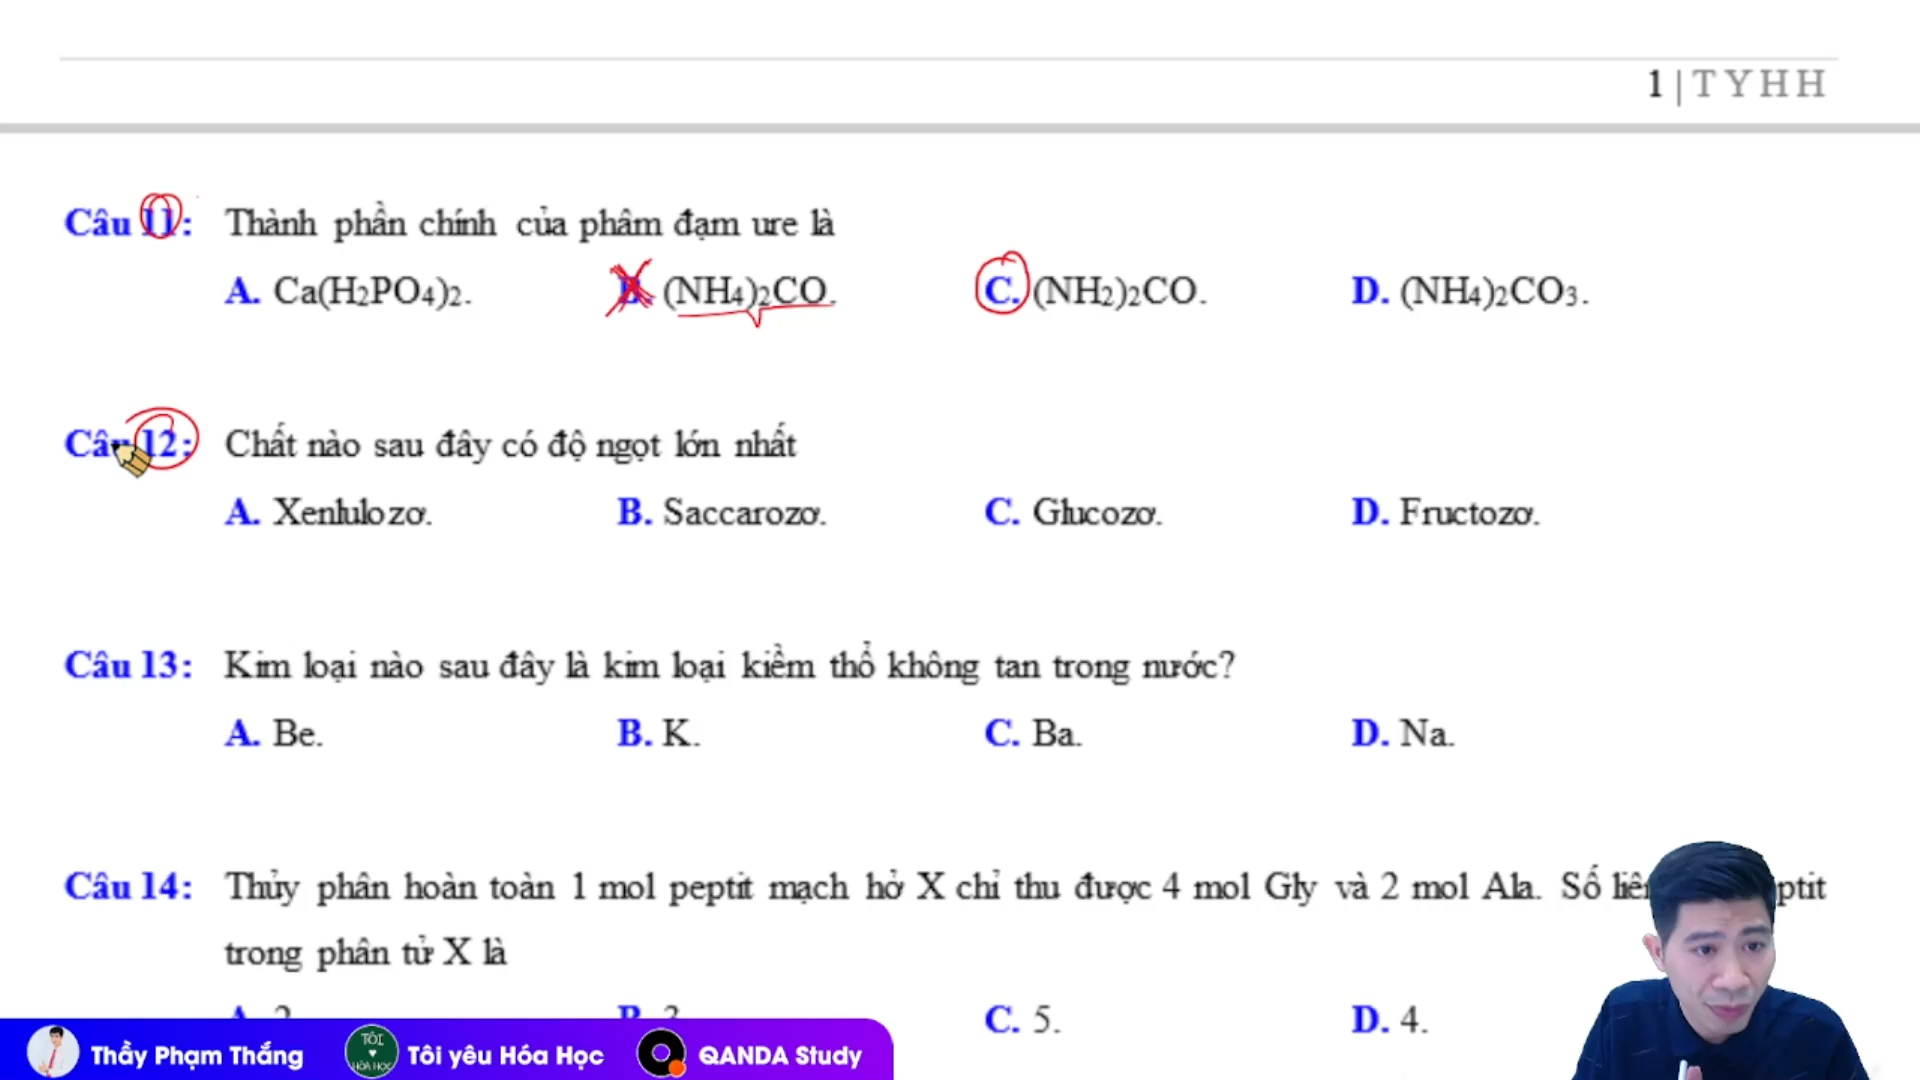 1 | T Y H H
Câu 11: Thành phần chính của phâm đạm ure là
A. Ca(H2PO4)2. B. (NH4)2CO. C. (NH2)2CO. D. (NH4)2CO3.
Câu 12: Chất nào sau đây có độ ngọt lớn nhất
A. Xenlulozơ. B. Saccarozơ. C. Glucozơ. D. Fructozơ.
Câu 13: Kim loại nào sau đây là kim loại kiềm thổ không tan trong nước?
A. Be. B. K. C. Ba. D. Na.
Câu 14: Thủy phân hoàn toàn 1 mol peptit mạch hở X chỉ thu được 4 mol Gly và 2 mol Ala. Số
trong phân tử X là
C. 5. D. 4.
Thầy Phạm Thắng TÔI HÓA HỌC Tôi yêu Hóa Học QANDA Study